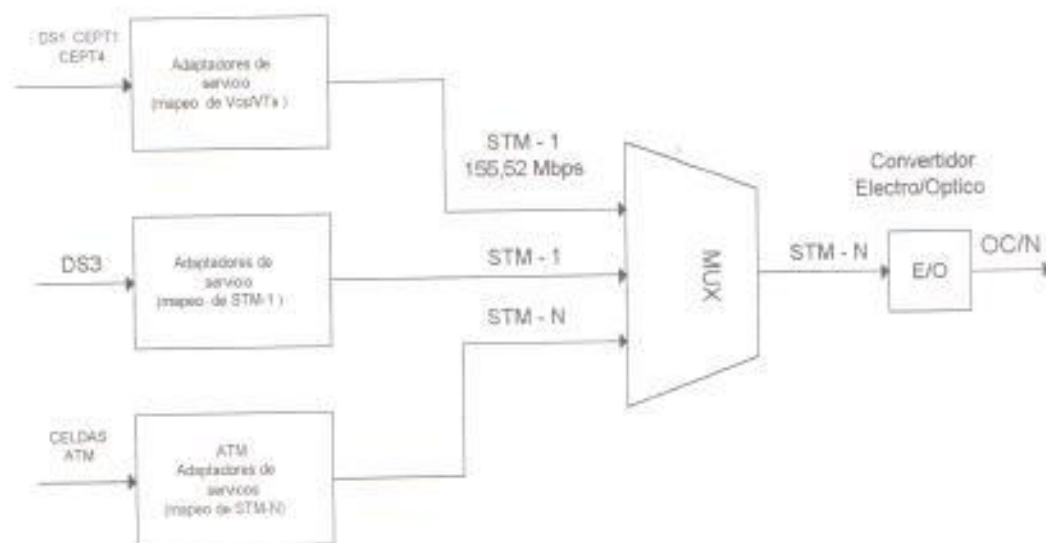 DS1 CEPT1
CEPT4
Adaptadores de
servicio
(mapeo de Vcs/VTs )
STM - 1
155,52 Mbps
DS3
Adaptadores de
servicio
(mapeo de STM-1 )
STM - 1
STM - N
CELDAS
ATM
ATM
Adaptadores de
servicos
(mapeo de STM-N)
MUX
STM - N
Convertidor
Electro/Optico
E/O
OC/N